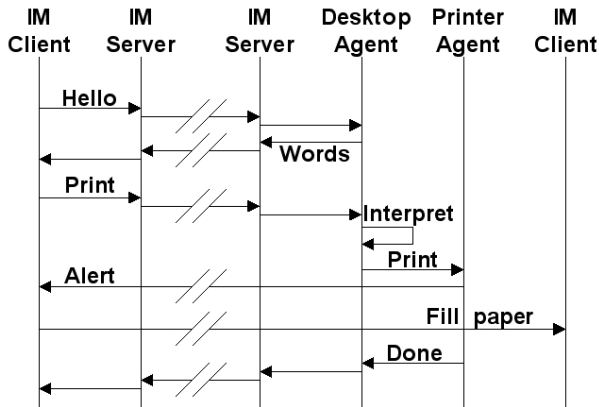 IM IM IM Desktop Printer IM
Client Server Server Agent Agent Client
Hello
Words
Print
Interpret
Print
Alert
Fill paper
Done